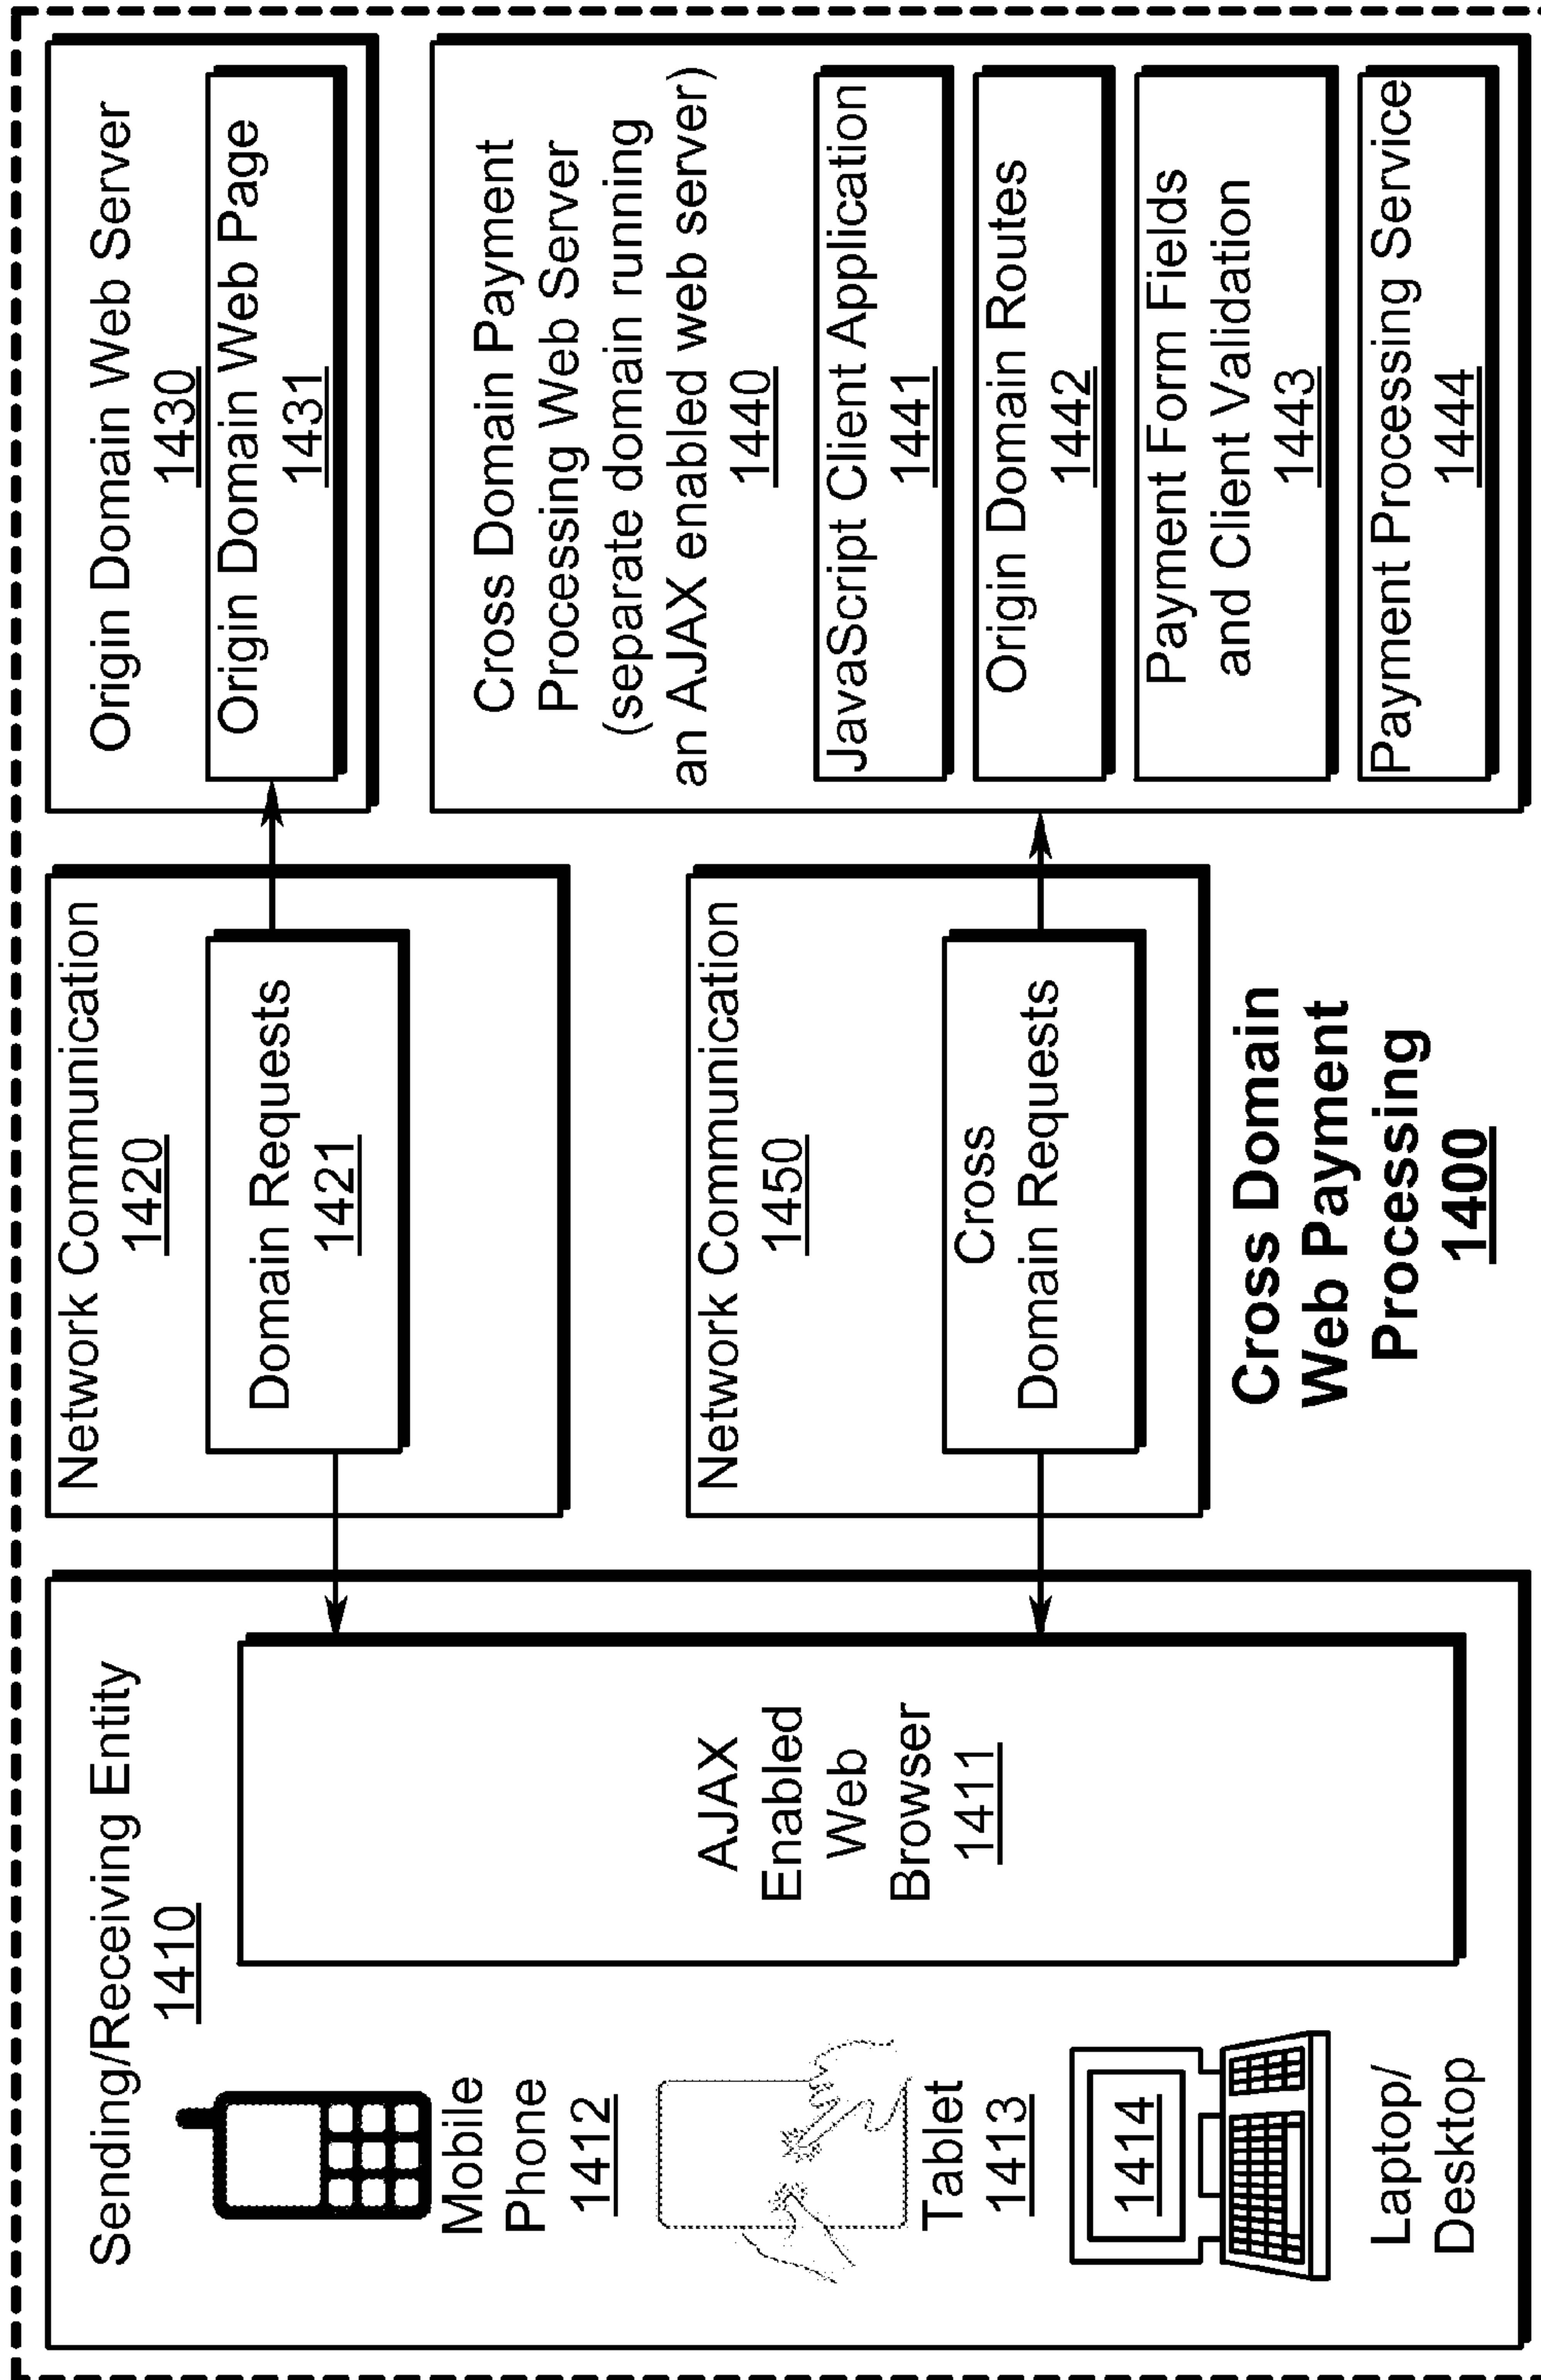 Sending/Receiving Entity
1410
Mobile
Phone
1412
Tablet
1413
1414
Laptop/
Desktop
AJAX
Enabled
Web
Browser
1411
Network Communication
1420
Domain Requests
1421
Network Communication
1450
Cross
Domain Requests
Cross Domain
Web Payment
Processing
1400
Origin Domain Web Server
1430
Origin Domain Web Page
1431
Cross Domain Payment
Processing Web Server
(separate domain running
an AJAX enabled web server)
1440
JavaScript Client Application
1441
Origin Domain Routes
1442
Payment Form Fields
and Client Validation
1443
Payment Processing Service
1444